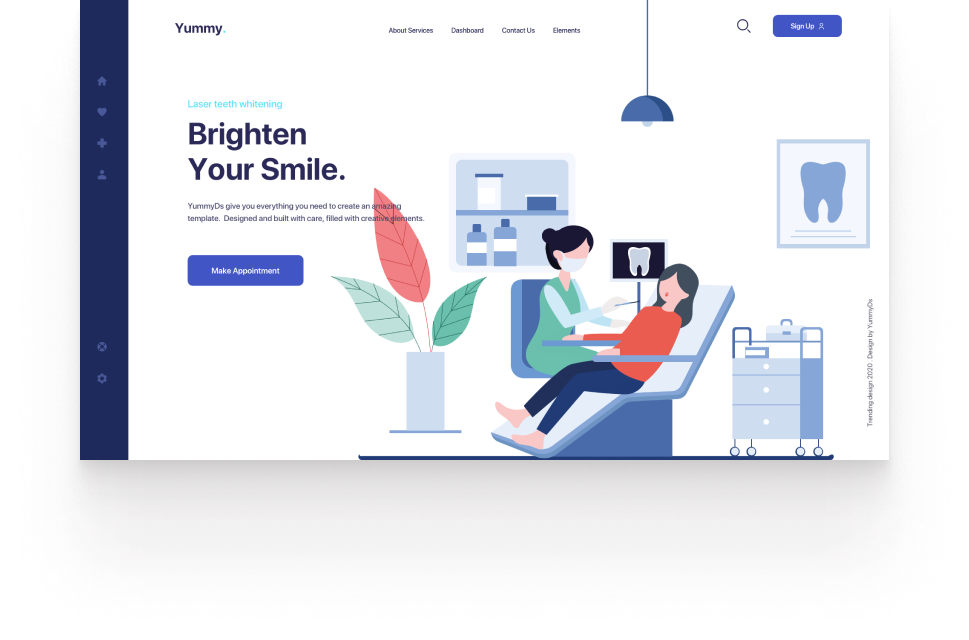 Yummy.
About Services
Dashboard
Contact Us
Elements
Sign Up
Laser teeth whitening
Brighten
Your Smile.
YummyDs give you everything you need to create an amazing
template.  Designed and built with care, filled with creative elements.
Make Appointment
Trending design 2020. Design by YummyDs